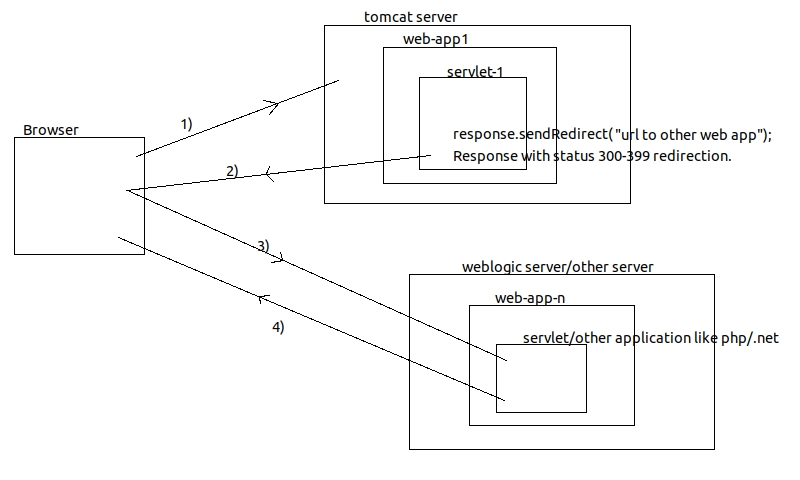 tomcat server
web-app1
servlet-1
1)
Browser
response.sendRedirect("url to other web app");
Response with status 300-399 redirection.
2)
3)
weblogic server/other server
web-app-n
4)
servlet/other application like php/.net